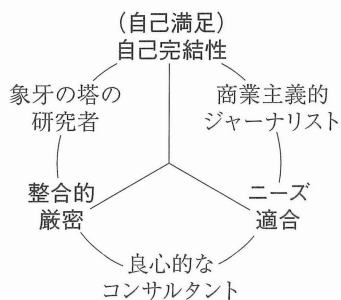 （自己満足）
自己完結性
象牙の塔の
研究者
商業主義的
ジャーナリスト
整合的
厳密
ニーズ
適合
良心的な
コンサルタント